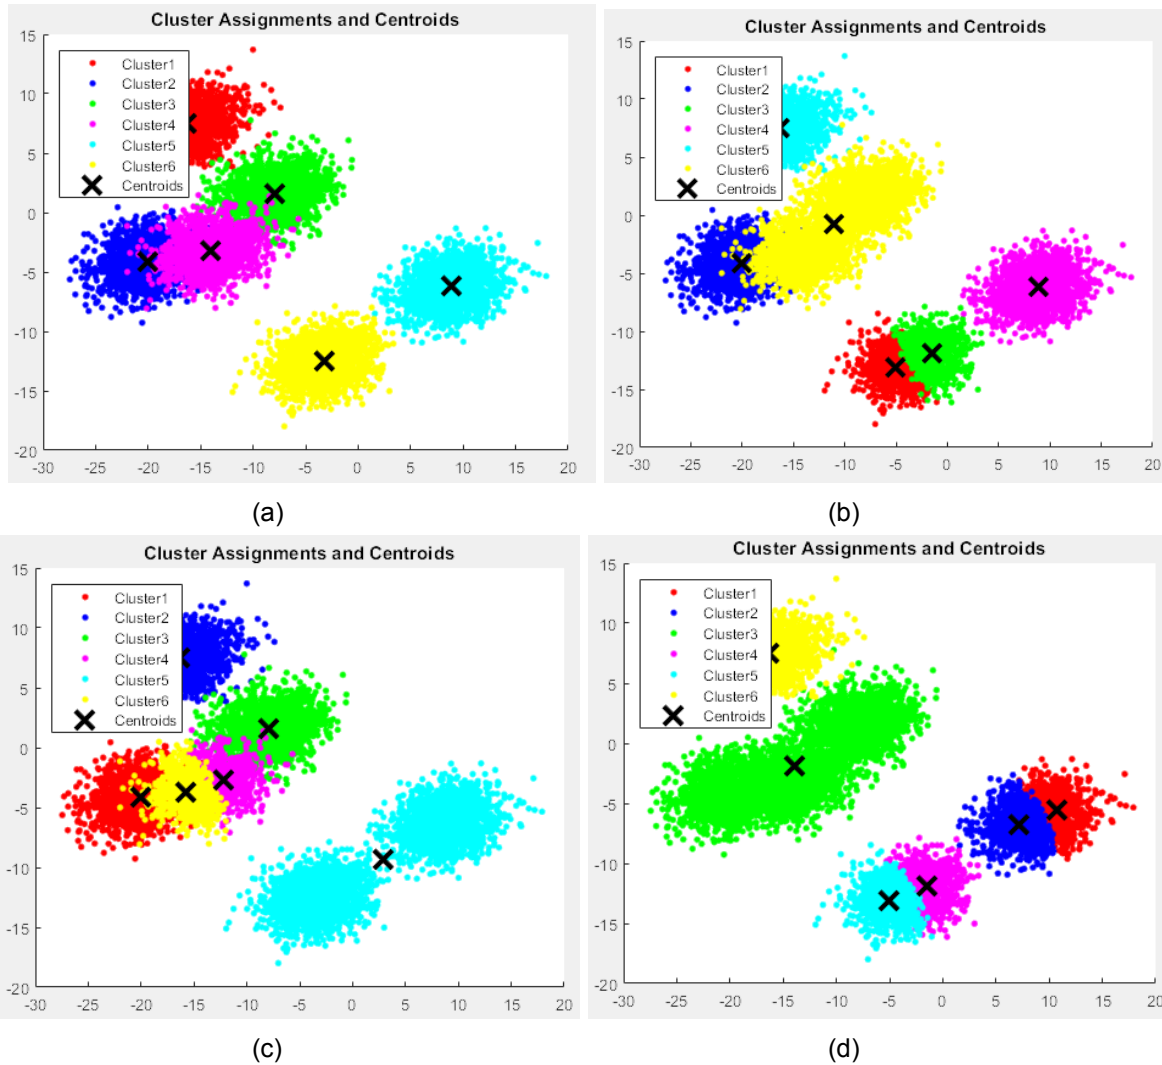 Cluster Assignments and Centroids
15
10
5
0
-5
-10
-15
-20
-30 -25 -20 -15 -10 -5 0 5 10 15 20
Cluster1
Cluster2
Cluster3
Cluster4
Cluster5
Cluster6
Centroids
(a)
Cluster Assignments and Centroids
15
10
5
0
-5
-10
-15
-20
-30 -25 -20 -15 -10 -5 0 5 10 15 20
Cluster1
Cluster2
Cluster3
Cluster4
Cluster5
Cluster6
Centroids
(b)
Cluster Assignments and Centroids
15
10
5
0
-5
-10
-15
-20
-30 -25 -20 -15 -10 -5 0 5 10 15 20
Cluster1
Cluster2
Cluster3
Cluster4
Cluster5
Cluster6
Centroids
(c)
Cluster Assignments and Centroids
15
10
5
0
-5
-10
-15
-20
-30 -25 -20 -15 -10 -5 0 5 10 15 20
Cluster1
Cluster2
Cluster3
Cluster4
Cluster5
Cluster6
Centroids
(d)